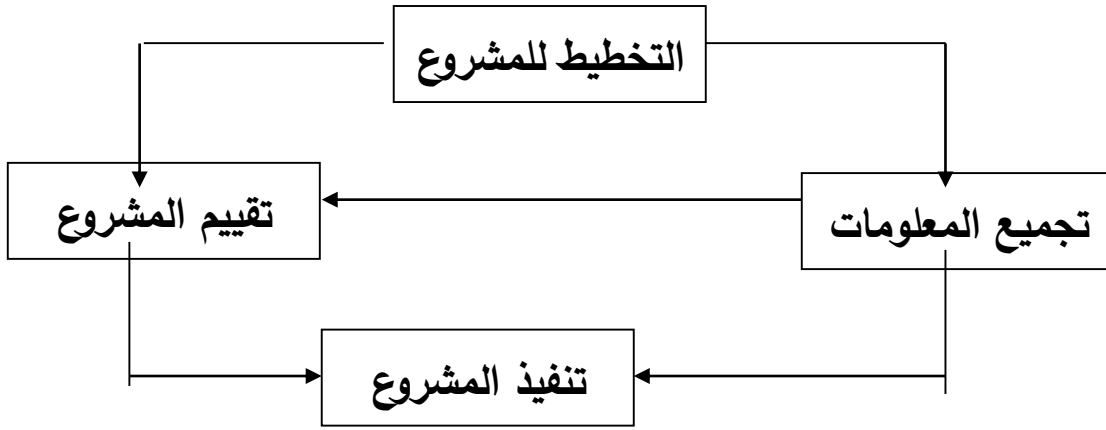 التخطيط للمشروع
تجميع المعلومات
تقييم المشروع
تنفيذ المشروع